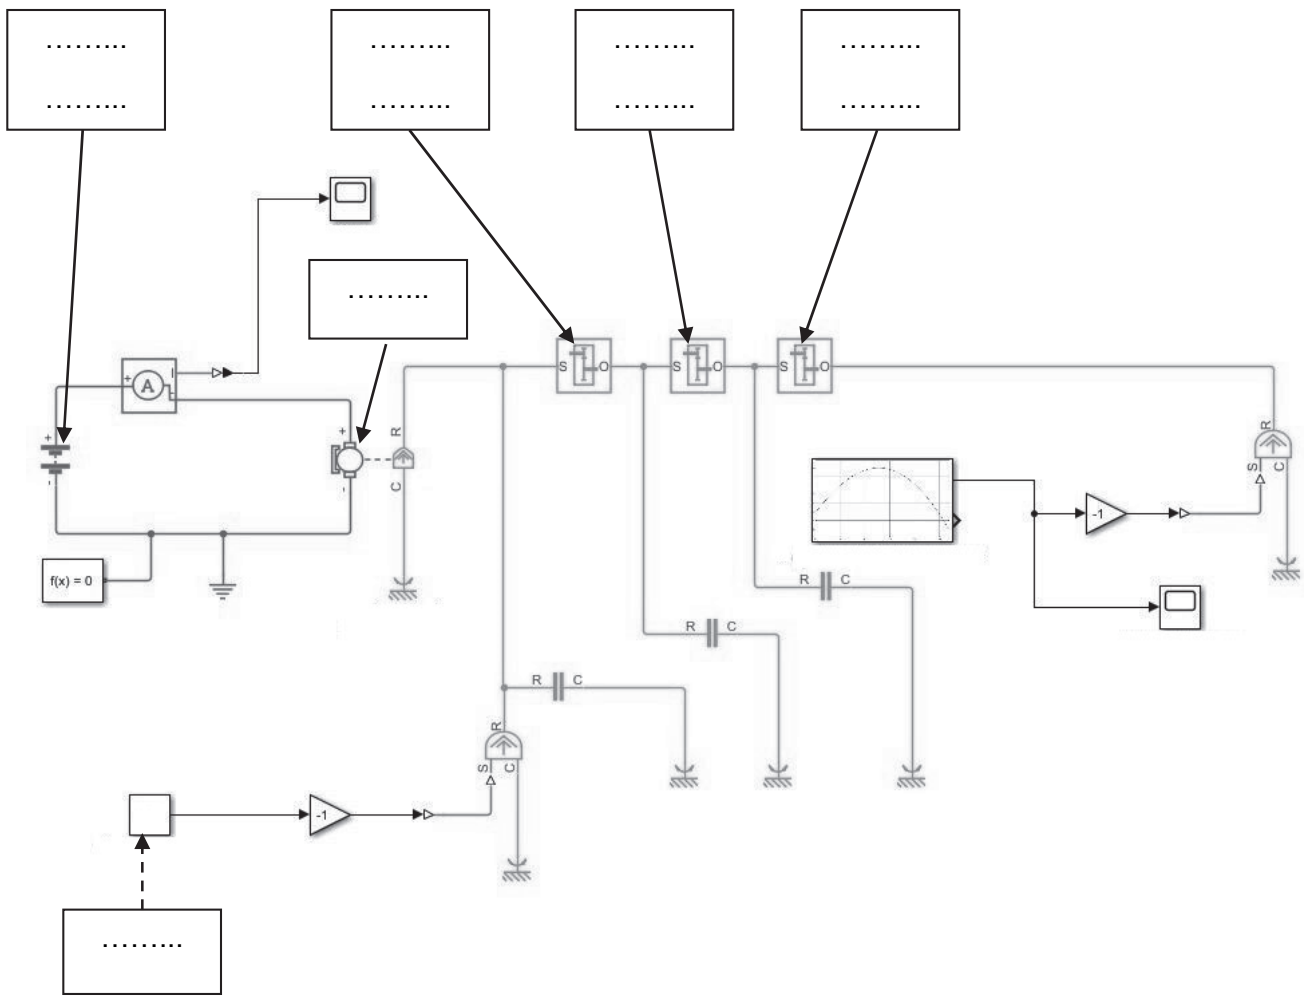 ......... ......... ......... .........
......... ......... ......... .........
.........
S O S O S O
+ A I -
+ + R R
- - C S C
f(x) = 0
-1
R C
R C
R C
R
S C
-1
.........